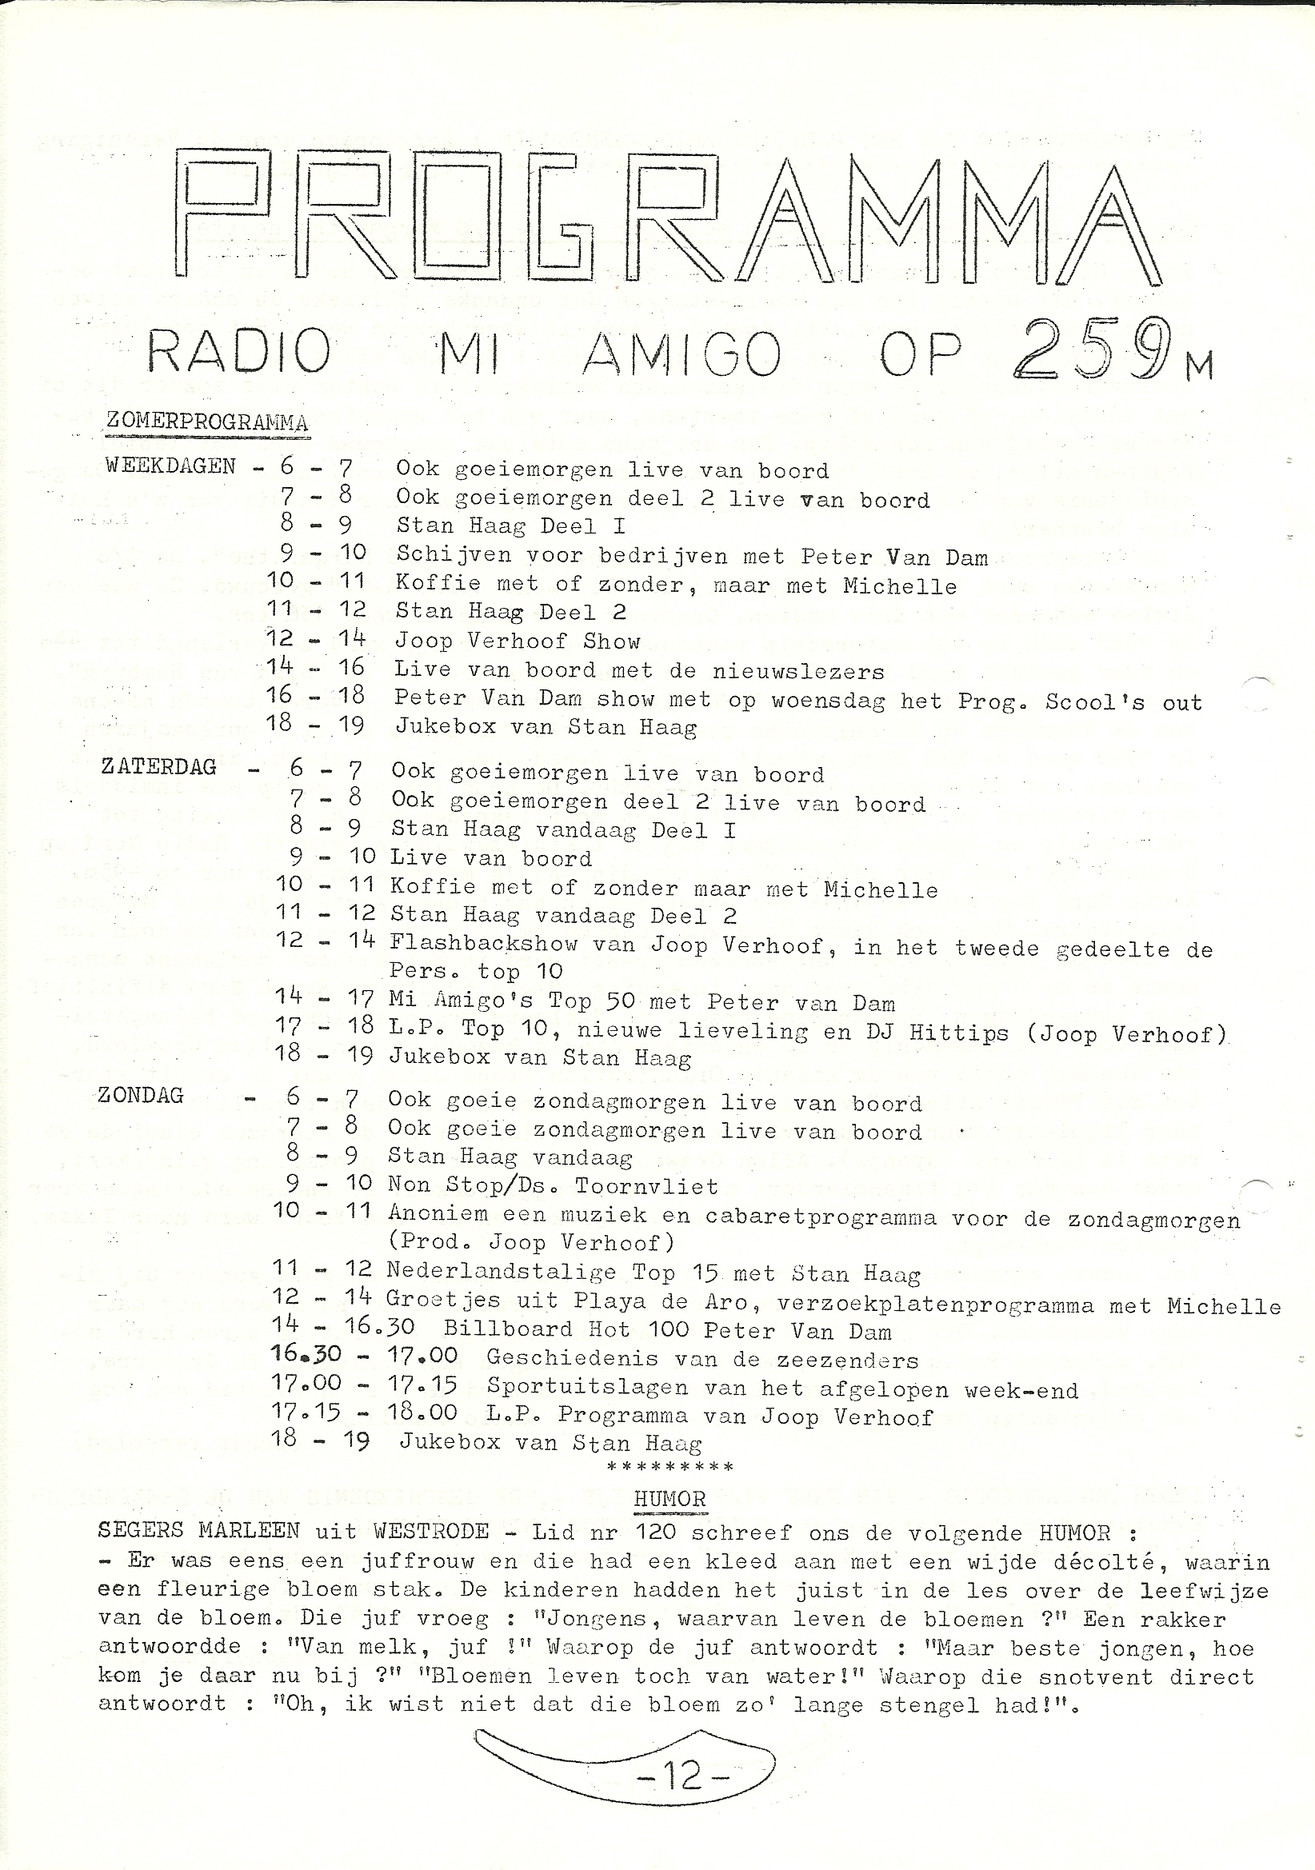 PROGRAMMA
RADIO MI AMIGO OP 259 M
ZOMERPROGRAMMA
WEEKDAGEN - 6 - 7 Ook goeiemorgen live van boord
7 - 8 Ook goeiemorgen deel 2 live van boord
8 - 9 Stan Haag Deel I
9 - 10 Schijven voor bedrijven met Peter Van Dam
10 - 11 Koffie met of zonder, maar met Michelle
11 - 12 Stan Haag Deel 2
12 - 14 Joop Verhoof Show
14 - 16 Live van boord met de nieuwslezers
16 - 18 Peter Van Dam show met op woensdag het Prog. Scool's out
18 - 19 Jukebox van Stan Haag
ZATERDAG - 6 - 7 Ook goeiemorgen live van boord
7 - 8 Ook goeiemorgen deel 2 live van boord
8 - 9 Stan Haag vandaag Deel I
9 - 10 Live van boord
10 - 11 Koffie met of zonder maar met Michelle
11 - 12 Stan Haag vandaag Deel 2
12 - 14 Flashbackshow van Joop Verhoof, in het tweede gedeelte de
Pers. top 10
14 - 17 Mi Amigo's Top 50 met Peter van Dam
17 - 18 L.P. Top 10, nieuwe lieveling en DJ Hittips (Joop Verhoof)
18 - 19 Jukebox van Stan Haag
ZONDAG - 6 - 7 Ook goeie zondagmorgen live van boord
7 - 8 Ook goeie zondagmorgen live van boord
8 - 9 Stan Haag vandaag
9 - 10 Non Stop/Ds. Toornvliet
10 - 11 Anoniem een muziek en cabaretprogramma voor de zondagmorgen
(Prod. Joop Verhoof)
11 - 12 Nederlandstalige Top 15 met Stan Haag
12 - 14 Groetjes uit Playa de Aro, verzoekplatenprogramma met Michelle
14 - 16.30 Billboard Hot 100 Peter Van Dam
16.30 - 17.00 Geschiedenis van de zeezenders
17.00 - 17.15 Sportuitslagen van het afgelopen week-end
17.15 - 18.00 L.P. Programma van Joop Verhoof
18 - 19 Jukebox van Stan Haag
*********
HUMOR
SEGERS MARLEEN uit WESTRODE - Lid nr 120 schreef ons de volgende HUMOR :
- Er was eens een juffrouw en die had een kleed aan met een wijde décolté, waarin
een fleurige bloem stak. De kinderen hadden het juist in de les over de leefwijze
van de bloem. Die juf vroeg : "Jongens, waarvan leven de bloemen ?" Een rakker
antwoordde : "Van melk, juf !" Waarop de juf antwoordt : "Maar beste jongen, hoe
kom je daar nu bij ?" "Bloemen leven toch van water!" Waarop die snotvent direct
antwoordt : "Oh, ik wist niet dat die bloem zo' lange stengel had!".
-12-